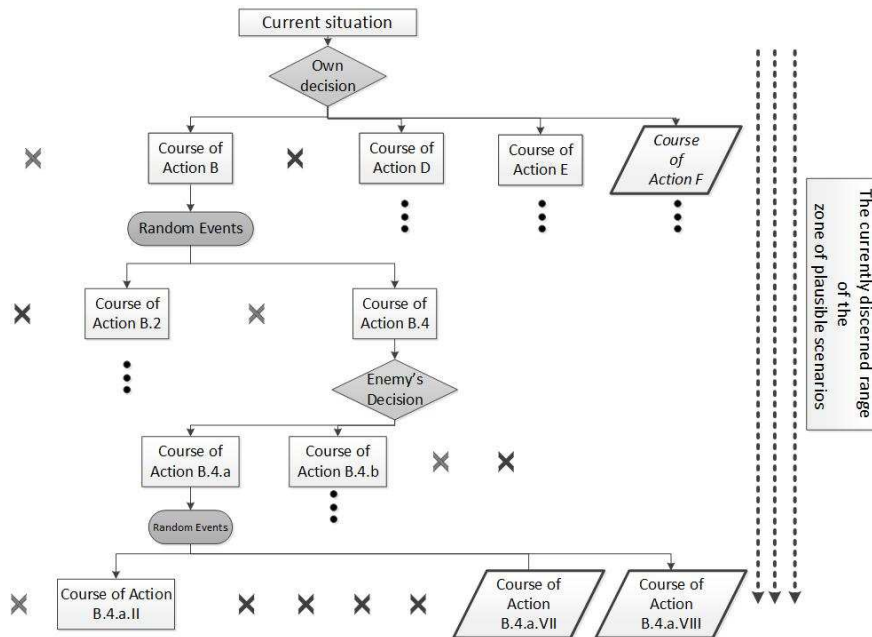 Current situation
Own
decision
Course of
Action B
Course of
Action D
Course of
Action E
Course
of
Action F
Random Events
Course of
Action B.2
Course of
Action B.4
Enemy's
Decision
Course of
Action B.4.a
Course of
Action B.4.b
Random Events
Course of Action
B.4.a.II
Course of
Action
B.4.a.VII
Course of
Action
B.4.a.VIII
The currently discerned range
of the
zone of plausible scenarios